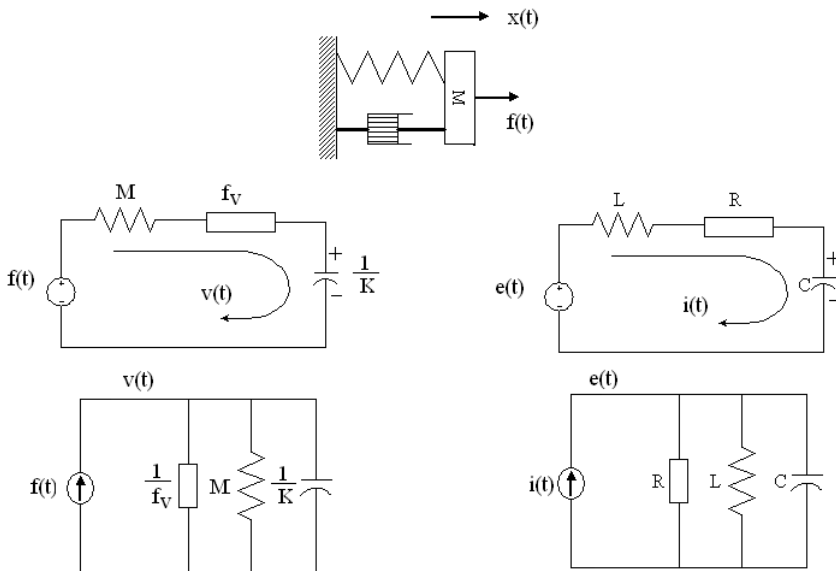 x(t)
M
f(t)
M
f_v
f(t)
v(t)
+
1/K
−
L
R
e(t)
i(t)
+
C
−
v(t)
f(t)
1/f_v
M
1/K
e(t)
i(t)
R
L
C